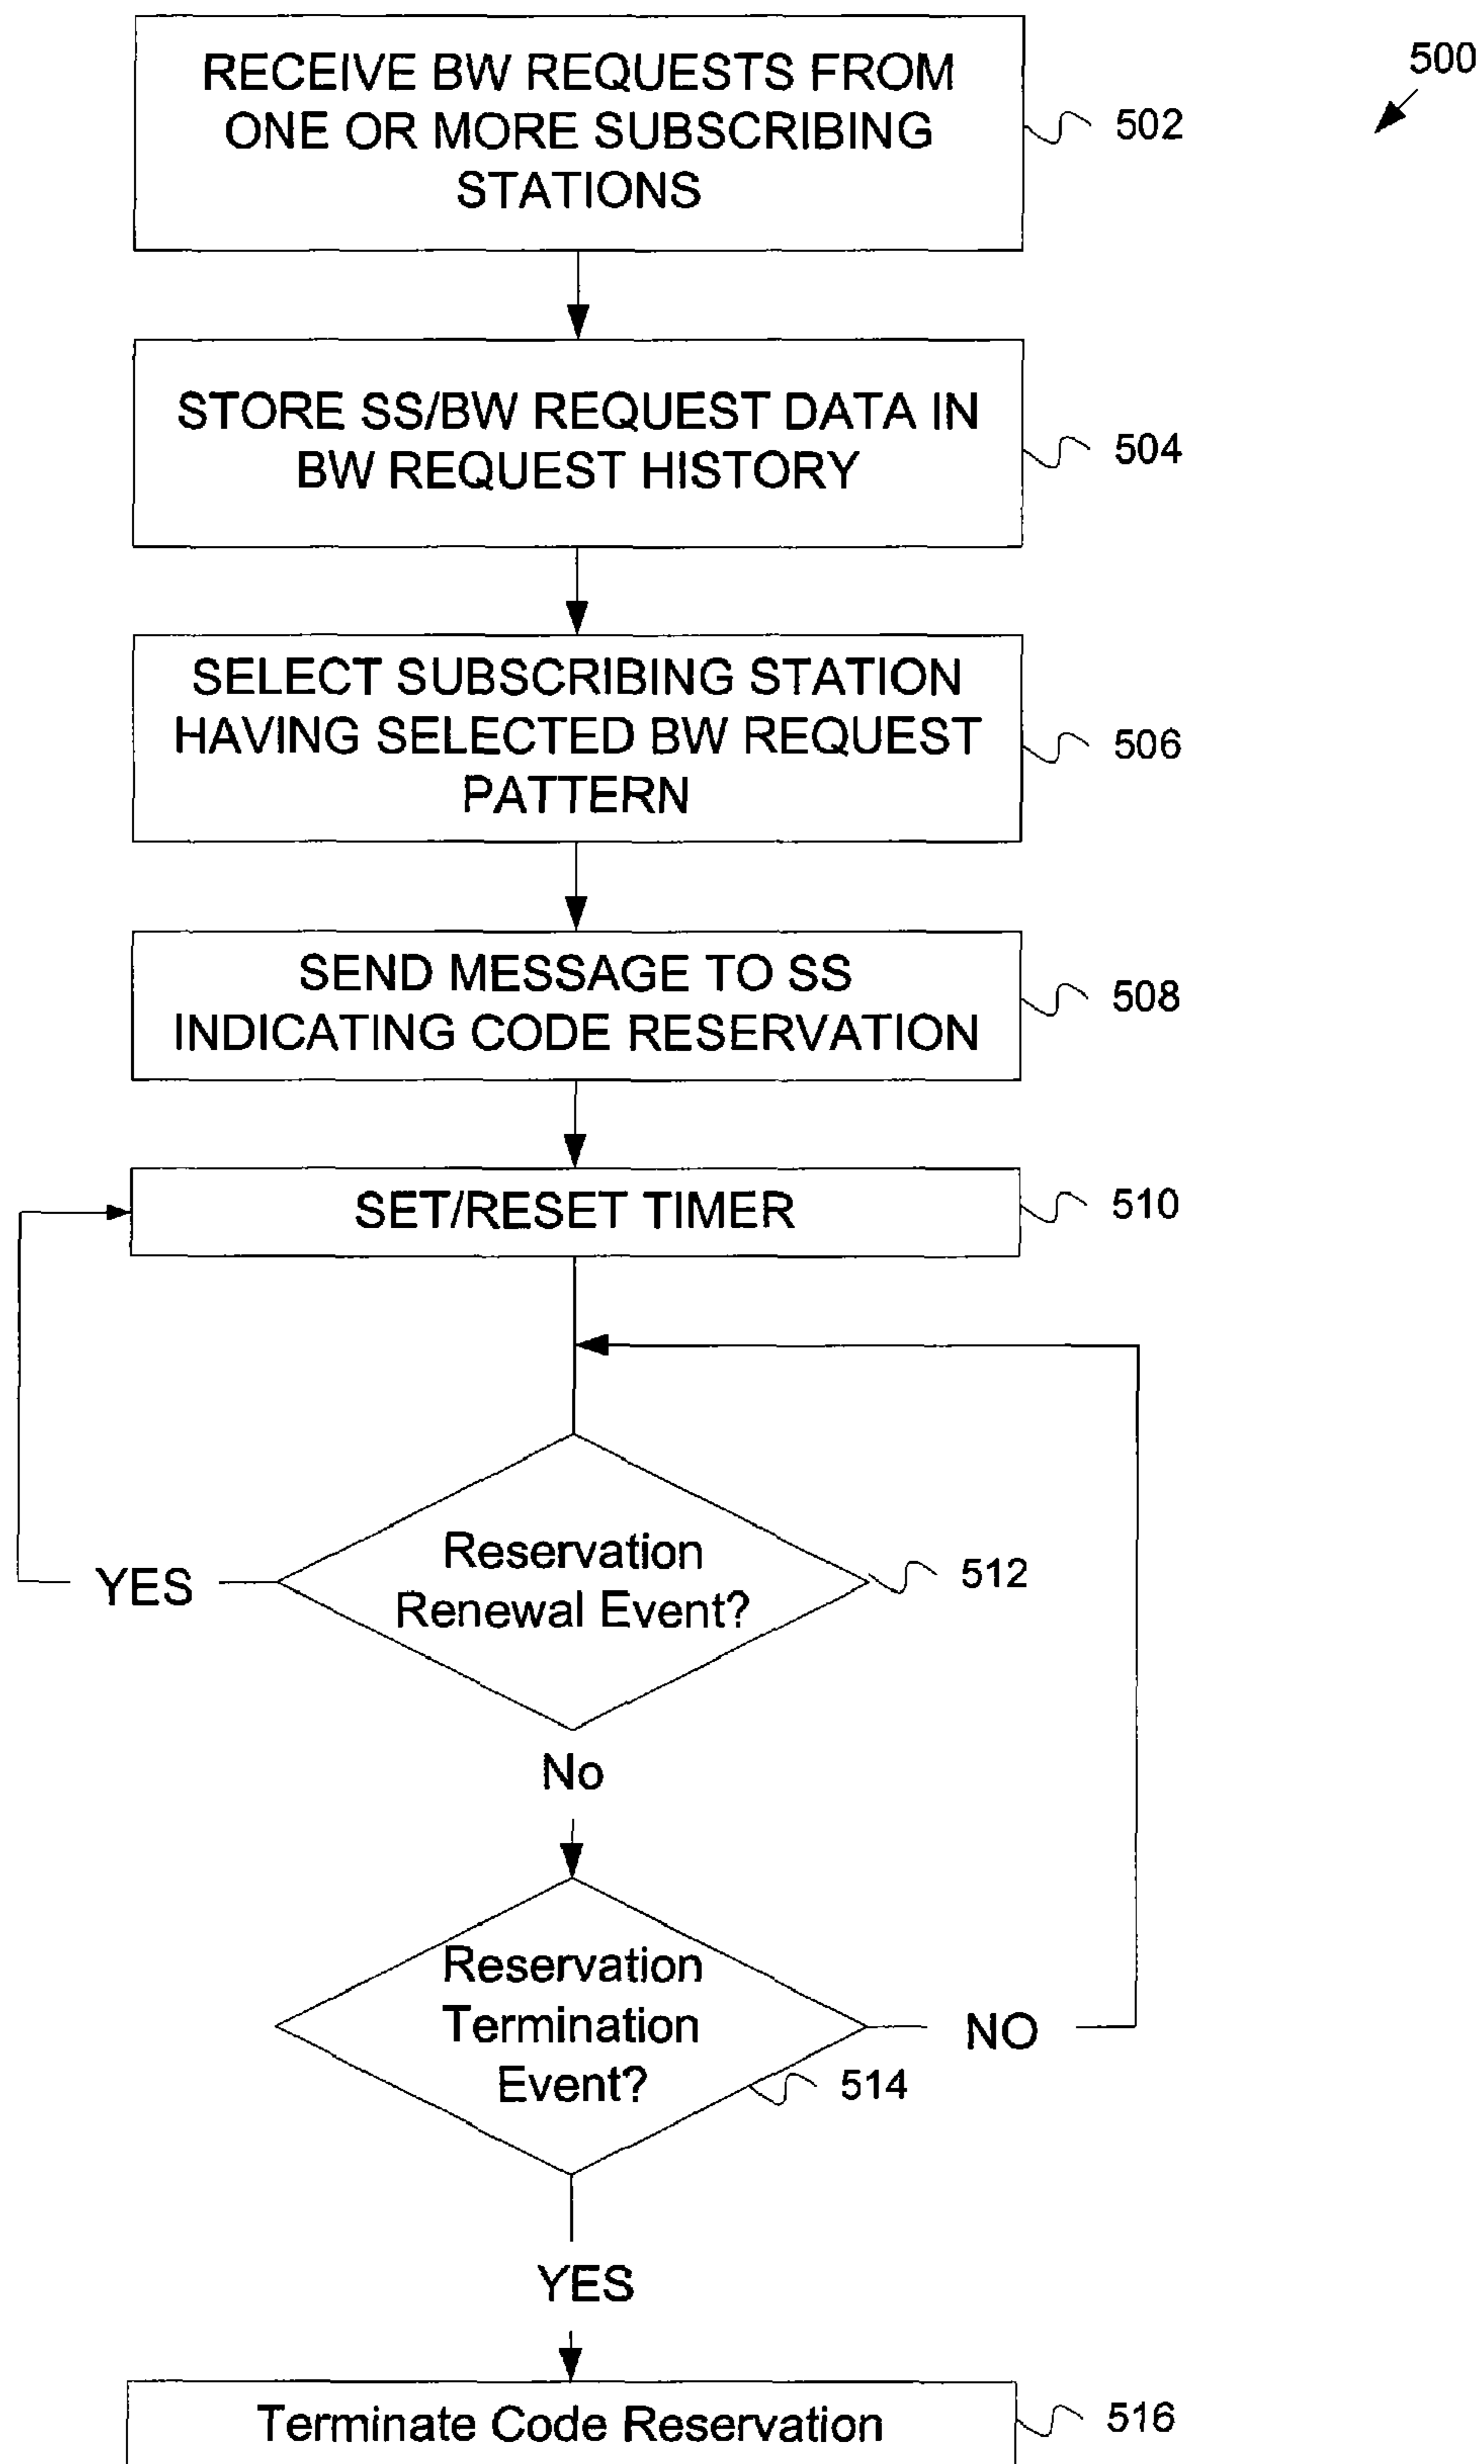 500
RECEIVE BW REQUESTS FROM
ONE OR MORE SUBSCRIBING
STATIONS
502
STORE SS/BW REQUEST DATA IN
BW REQUEST HISTORY
504
SELECT SUBSCRIBING STATION
HAVING SELECTED BW REQUEST
PATTERN
506
SEND MESSAGE TO SS
INDICATING CODE RESERVATION
508
SET/RESET TIMER
510
Reservation
Renewal Event?
512
YES
No
Reservation
Termination
Event?
514
NO
YES
Terminate Code Reservation
516